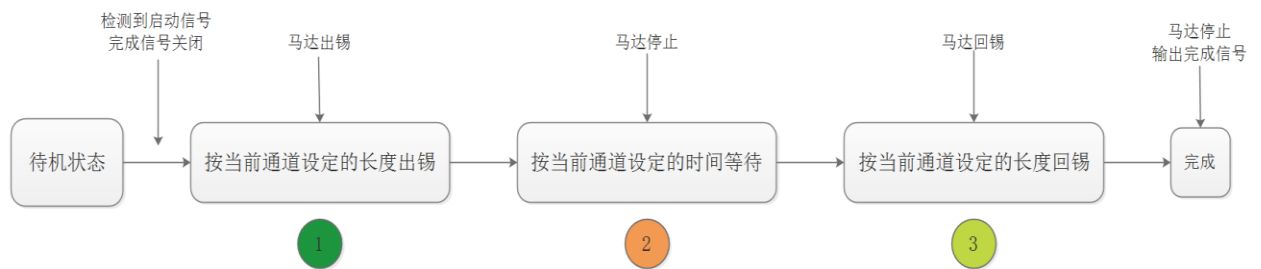 检测到启动信号
完成信号关闭
马达出锡
马达停止
马达回锡
马达停止
输出完成信号
待机状态
按当前通道设定的长度出锡
按当前通道设定的时间等待
按当前通道设定的长度回锡
完成
1
2
3